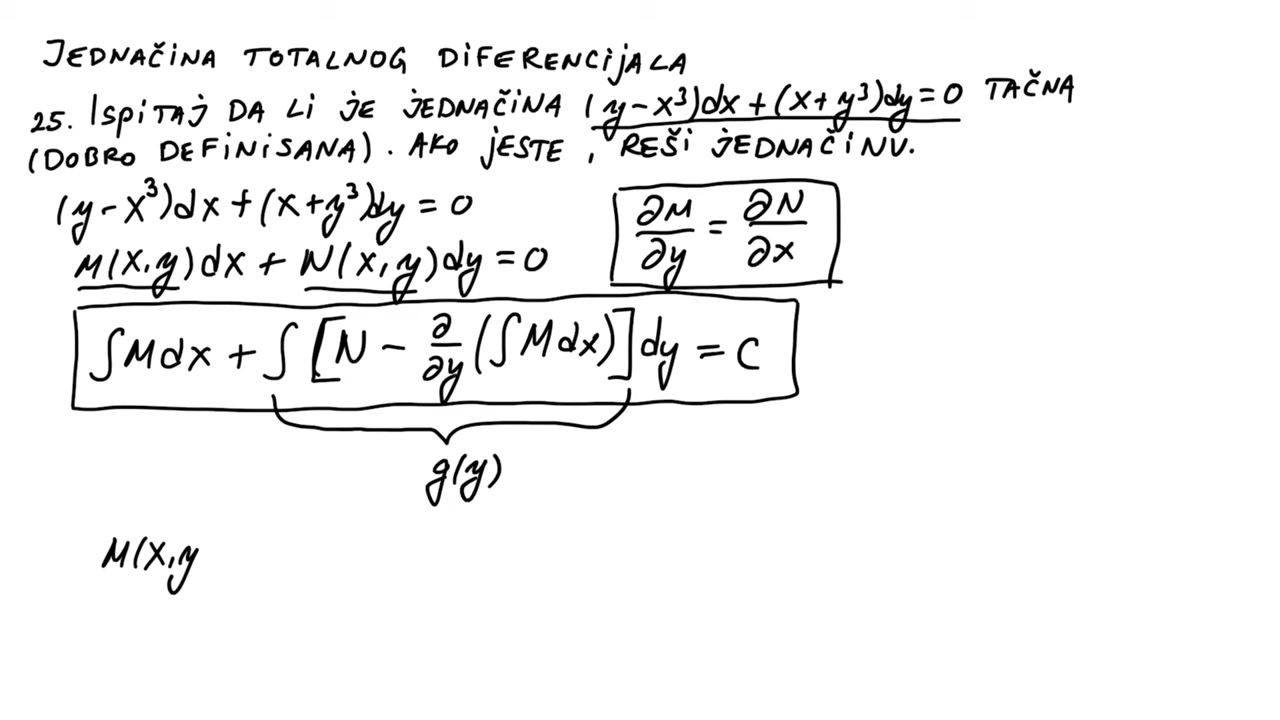 JEDNAČINA TOTALNOG DIFERENCIJALA
25. ISPITAJ DA LI JE JEDNAČINA (y-x³)dx+(x+y³)dy=0 TAČNA
(DOBRO DEFINISANA). AKO JESTE, REŠI JEDNAČINU.
(y-x³)dx+(x+y³)dy=0
∂M/∂y = ∂N/∂x
M(x,y)dx + N(x,y)dy=0
∫Mdx + ∫[N - ∂/∂y(∫Mdx)]dy = C
g(y)
M(x,y